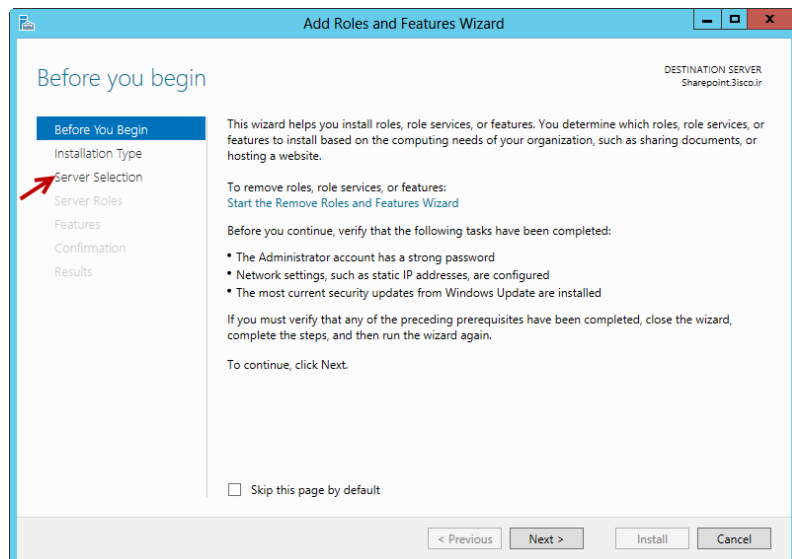 Add Roles and Features Wizard
Before you begin
DESTINATION SERVER
Sharepoint.3isco.ir
Before You Begin
Installation Type
Server Selection
Server Roles
Features
Confirmation
Results
This wizard helps you install roles, role services, or features. You determine which roles, role services, or
features to install based on the computing needs of your organization, such as sharing documents, or
hosting a website.
To remove roles, role services, or features:
Start the Remove Roles and Features Wizard
Before you continue, verify that the following tasks have been completed:
• The Administrator account has a strong password
• Network settings, such as static IP addresses, are configured
• The most current security updates from Windows Update are installed
If you must verify that any of the preceding prerequisites have been completed, close the wizard,
complete the steps, and then run the wizard again.
To continue, click Next.
Skip this page by default
< Previous
Next >
Install
Cancel